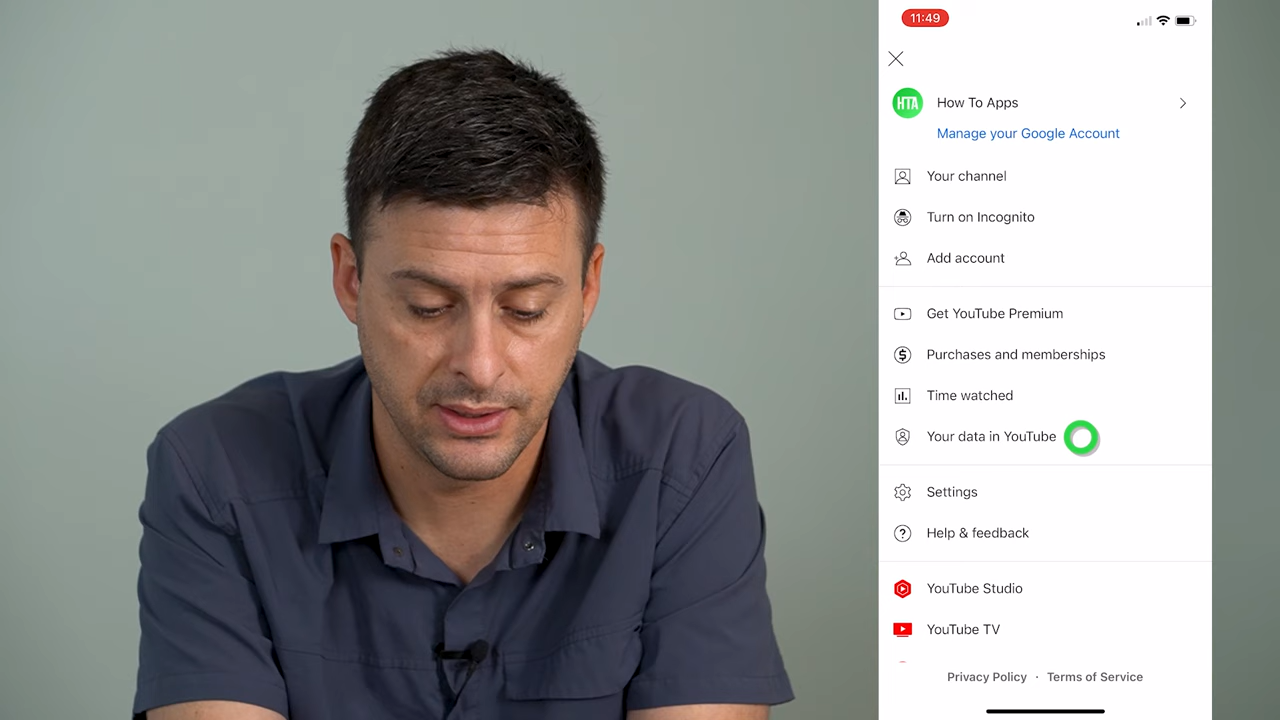 11:49
HTA How To Apps
Manage your Google Account
Your channel
Turn on Incognito
Add account
Get YouTube Premium
Purchases and memberships
Time watched
Your data in YouTube
Settings
Help & feedback
YouTube Studio
YouTube TV
Privacy Policy · Terms of Service